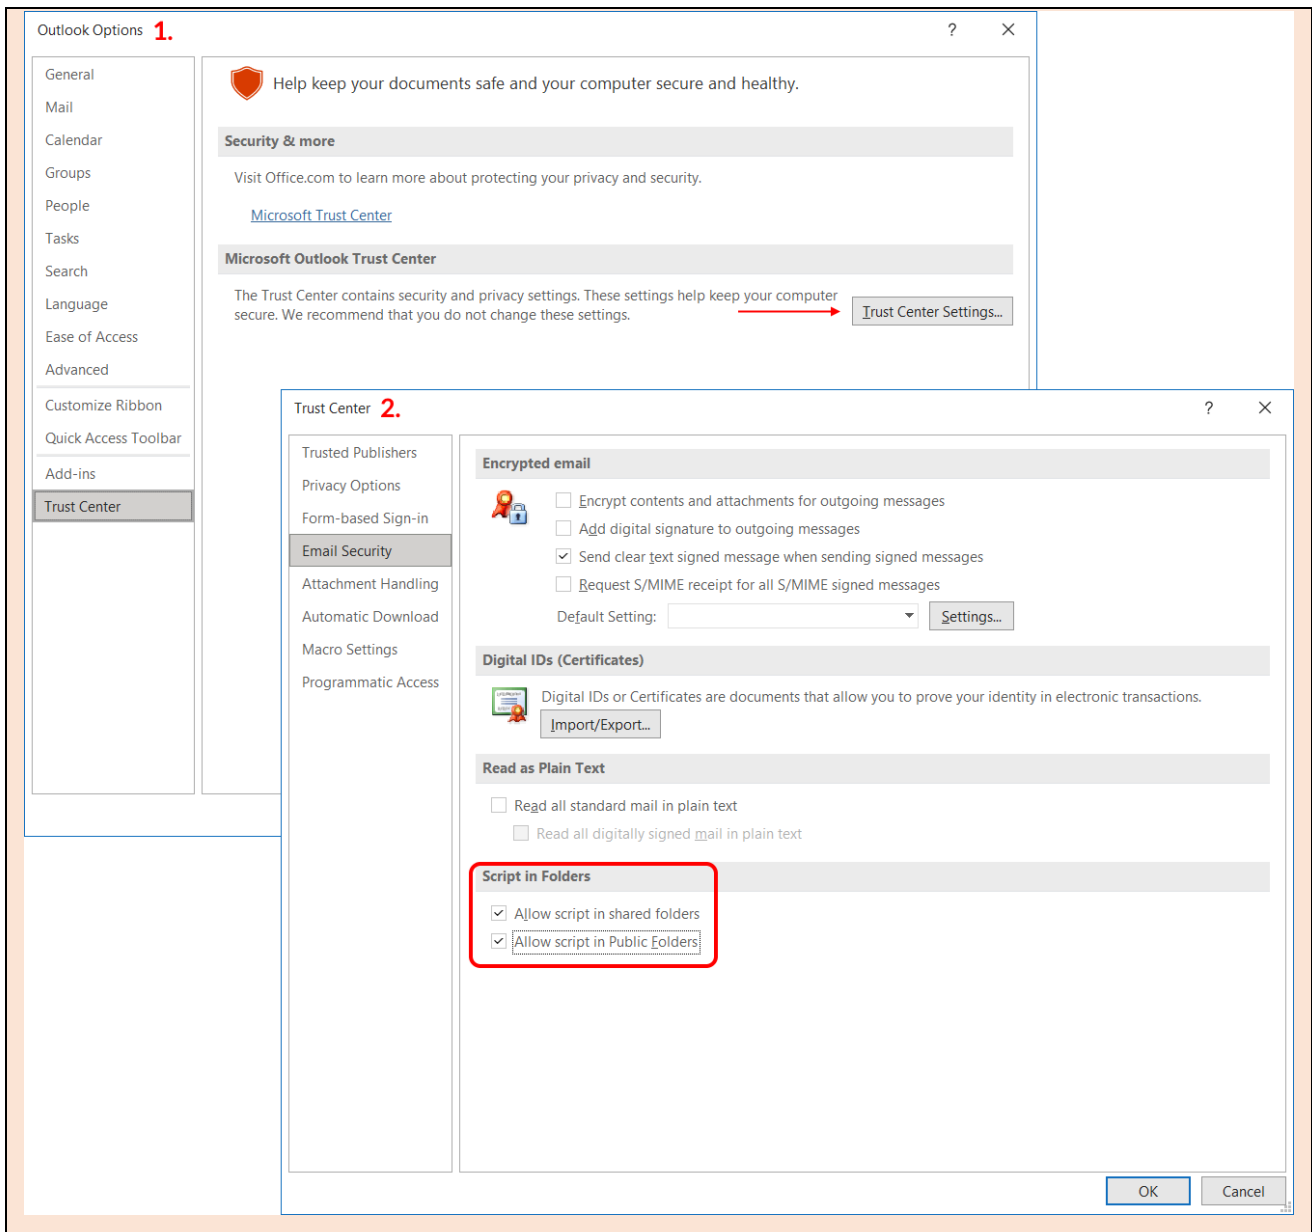 Outlook Options 1.
?
General
Mail
Calendar
Groups
People
Tasks
Search
Language
Ease of Access
Advanced
Customize Ribbon
Quick Access Toolbar
Add-ins
Trust Center
Help keep your documents safe and your computer secure and healthy.
Security & more
Visit Office.com to learn more about protecting your privacy and security.
Microsoft Trust Center
Microsoft Outlook Trust Center
The Trust Center contains security and privacy settings. These settings help keep your computer
secure. We recommend that you do not change these settings.
Trust Center Settings...
Trust Center 2.
?
Trusted Publishers
Privacy Options
Form-based Sign-in
Email Security
Attachment Handling
Automatic Download
Macro Settings
Programmatic Access
Encrypted email
Encrypt contents and attachments for outgoing messages
Add digital signature to outgoing messages
Send clear text signed message when sending signed messages
Request S/MIME receipt for all S/MIME signed messages
Default Setting:
Settings...
Digital IDs (Certificates)
Digital IDs or Certificates are documents that allow you to prove your identity in electronic transactions.
Import/Export...
Read as Plain Text
Read all standard mail in plain text
Read all digitally signed mail in plain text
Script in Folders
Allow script in shared folders
Allow script in Public Folders
OK
Cancel